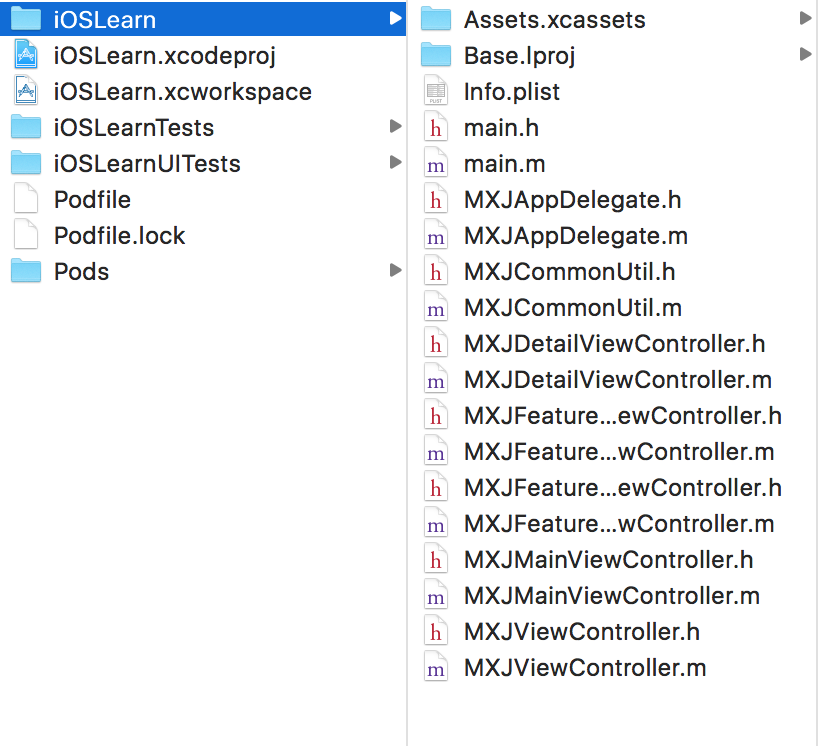 iOSLearn
iOSLearn.xcodeproj
iOSLearn.xcworkspace
iOSLearnTests
iOSLearnUITests
Podfile
Podfile.lock
Pods
Assets.xcassets
Base.lproj
PLIST
Info.plist
h
main.h
m
main.m
h
MXJAppDelegate.h
m
MXJAppDelegate.m
h
MXJCommonUtil.h
m
MXJCommonUtil.m
h
MXJDetailViewController.h
m
MXJDetailViewController.m
h
MXJFeature...ewController.h
m
MXJFeature...wController.m
h
MXJFeature...ewController.h
m
MXJFeature...wController.m
h
MXJMainViewController.h
m
MXJMainViewController.m
h
MXJViewController.h
m
MXJViewController.m